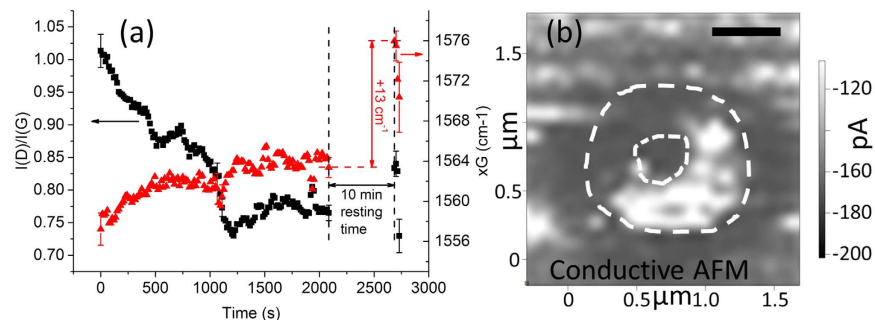 (a)
I(D)/I(G)
1.05
1.00
0.95
0.90
0.85
0.80
0.75
0.70
0
500
1000
1500
2000
2500
3000
Time (s)
+13 cm⁻¹
10 min
resting
time
1576
1572
1568
1564
1560
1556
xG (cm-1)
(b)
1.5
1.0
0.5
0
μm
0
0.5
μm
1.0
1.5
Conductive AFM
-120
-160
-200
pA